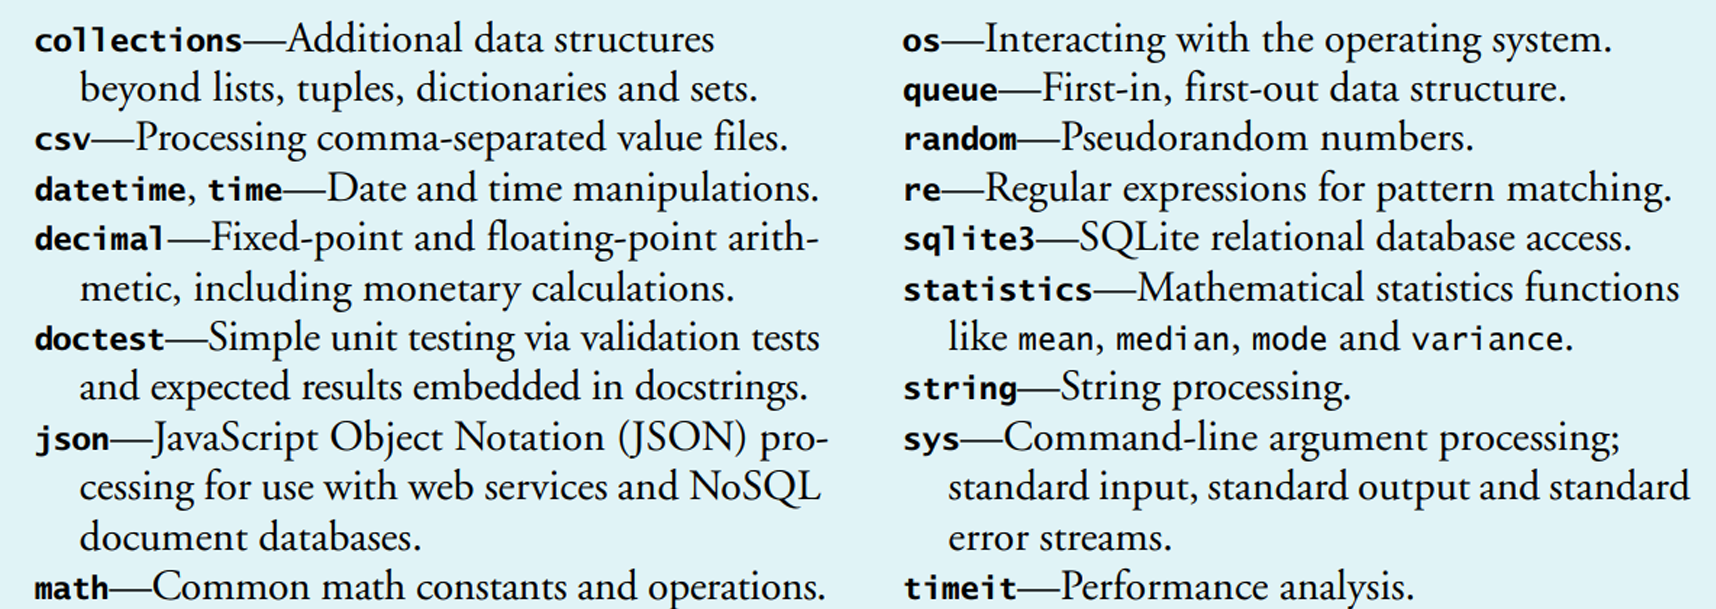 collections—Additional data structures
beyond lists, tuples, dictionaries and sets.
csv—Processing comma-separated value files.
datetime, time—Date and time manipulations.
decimal—Fixed-point and floating-point arith-
metic, including monetary calculations.
doctest—Simple unit testing via validation tests
and expected results embedded in docstrings.
json—JavaScript Object Notation (JSON) pro-
cessing for use with web services and NoSQL
document databases.
math—Common math constants and operations.
os—Interacting with the operating system.
queue—First-in, first-out data structure.
random—Pseudorandom numbers.
re—Regular expressions for pattern matching.
sqlite3—SQLite relational database access.
statistics—Mathematical statistics functions
like mean, median, mode and variance.
string—String processing.
sys—Command-line argument processing;
standard input, standard output and standard
error streams.
timeit—Performance analysis.